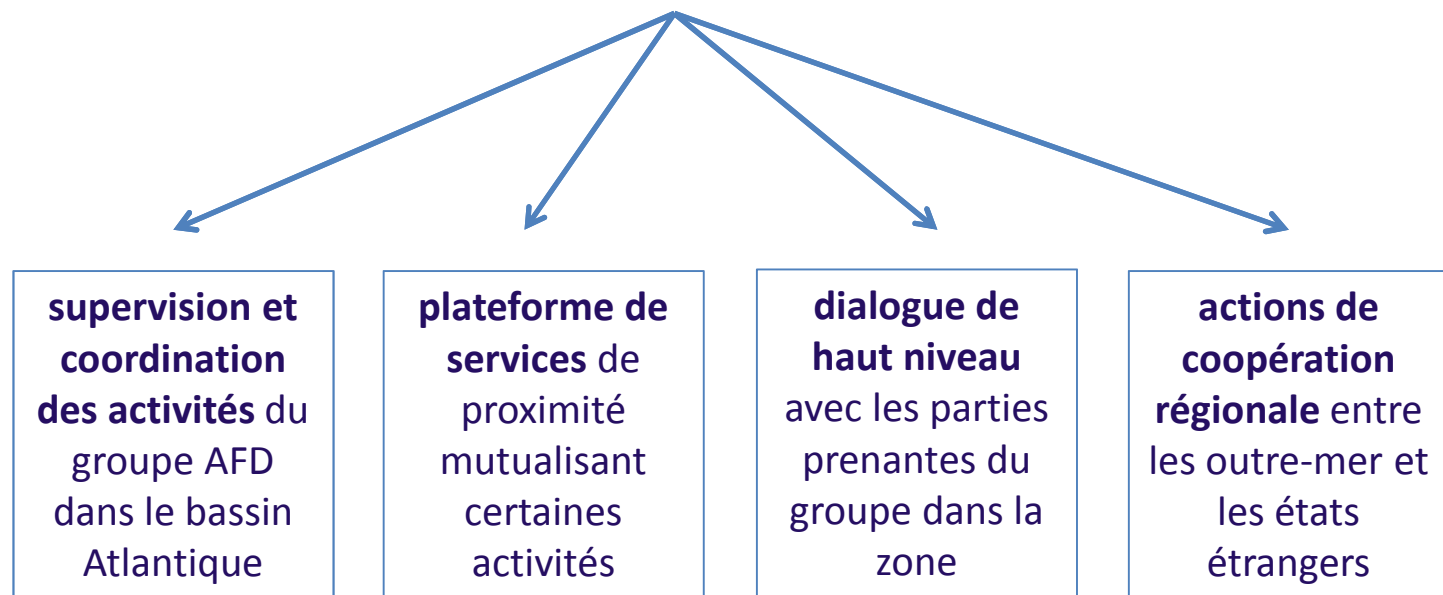 supervision et
coordination
des activités du
groupe AFD
dans le bassin
Atlantique
plateforme de
services de
proximité
mutualisant
certaines
activités
dialogue de
haut niveau
avec les parties
prenantes du
groupe dans la
zone
actions de
coopération
régionale entre
les outre-mer et
les états
étrangers